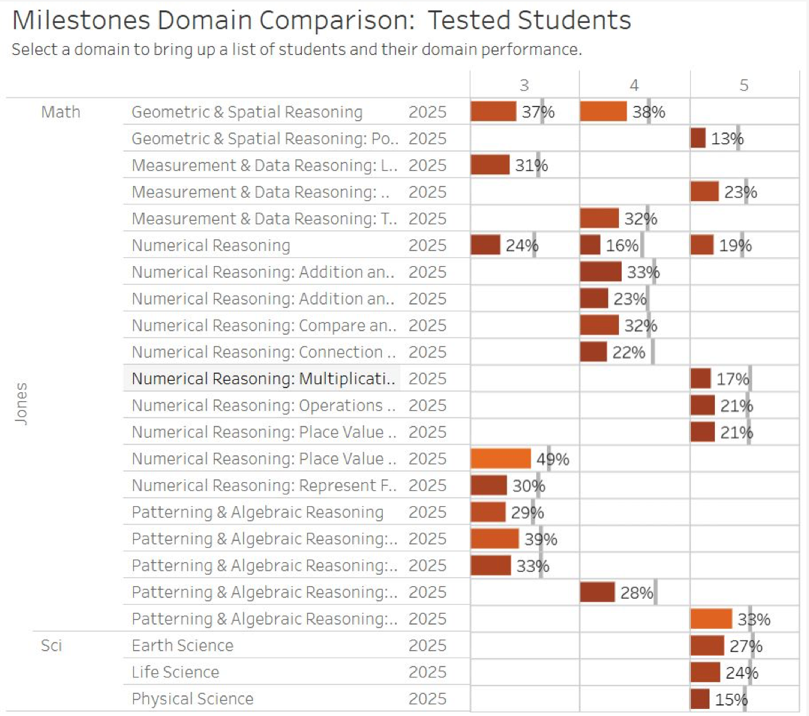 Milestones Domain Comparison: Tested Students
Select a domain to bring up a list of students and their domain performance.
3 4 5
Jones
Math Geometric & Spatial Reasoning 2025 37% 38%
Geometric & Spatial Reasoning: Po.. 2025 13%
Measurement & Data Reasoning: L.. 2025 31%
Measurement & Data Reasoning: .. 2025 23%
Measurement & Data Reasoning: T.. 2025 32%
Numerical Reasoning 2025 24% 16% 19%
Numerical Reasoning: Addition an.. 2025 33%
Numerical Reasoning: Addition an.. 2025 23%
Numerical Reasoning: Compare an.. 2025 32%
Numerical Reasoning: Connection .. 2025 22%
Numerical Reasoning: Multiplicati.. 2025 17%
Numerical Reasoning: Operations .. 2025 21%
Numerical Reasoning: Place Value .. 2025 21%
Numerical Reasoning: Place Value .. 2025 49%
Numerical Reasoning: Represent F.. 2025 30%
Patterning & Algebraic Reasoning 2025 29%
Patterning & Algebraic Reasoning:.. 2025 39%
Patterning & Algebraic Reasoning:.. 2025 33%
Patterning & Algebraic Reasoning:.. 2025 28%
Patterning & Algebraic Reasoning:.. 2025 33%
Sci Earth Science 2025 27%
Life Science 2025 24%
Physical Science 2025 15%